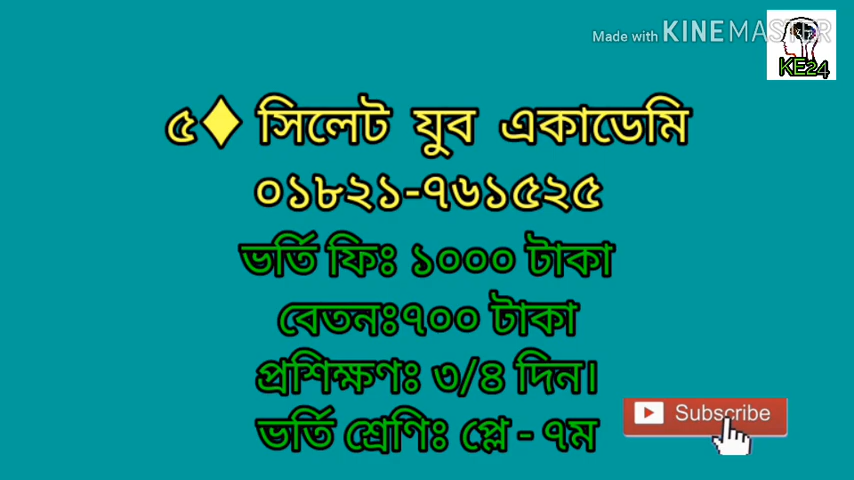 Made with KINEMASTER
KE24
৫♦ সিলেট যুব একাডেমি
০১৮২১-৭৬১৫২৫
ভর্তি ফিঃ ১০০০ টাকা
বেতনঃ৭০০ টাকা
প্রশিক্ষণঃ ৩/৪ দিন।
ভর্তি শ্রেণিঃ প্লে - ৭ম
Subscribe